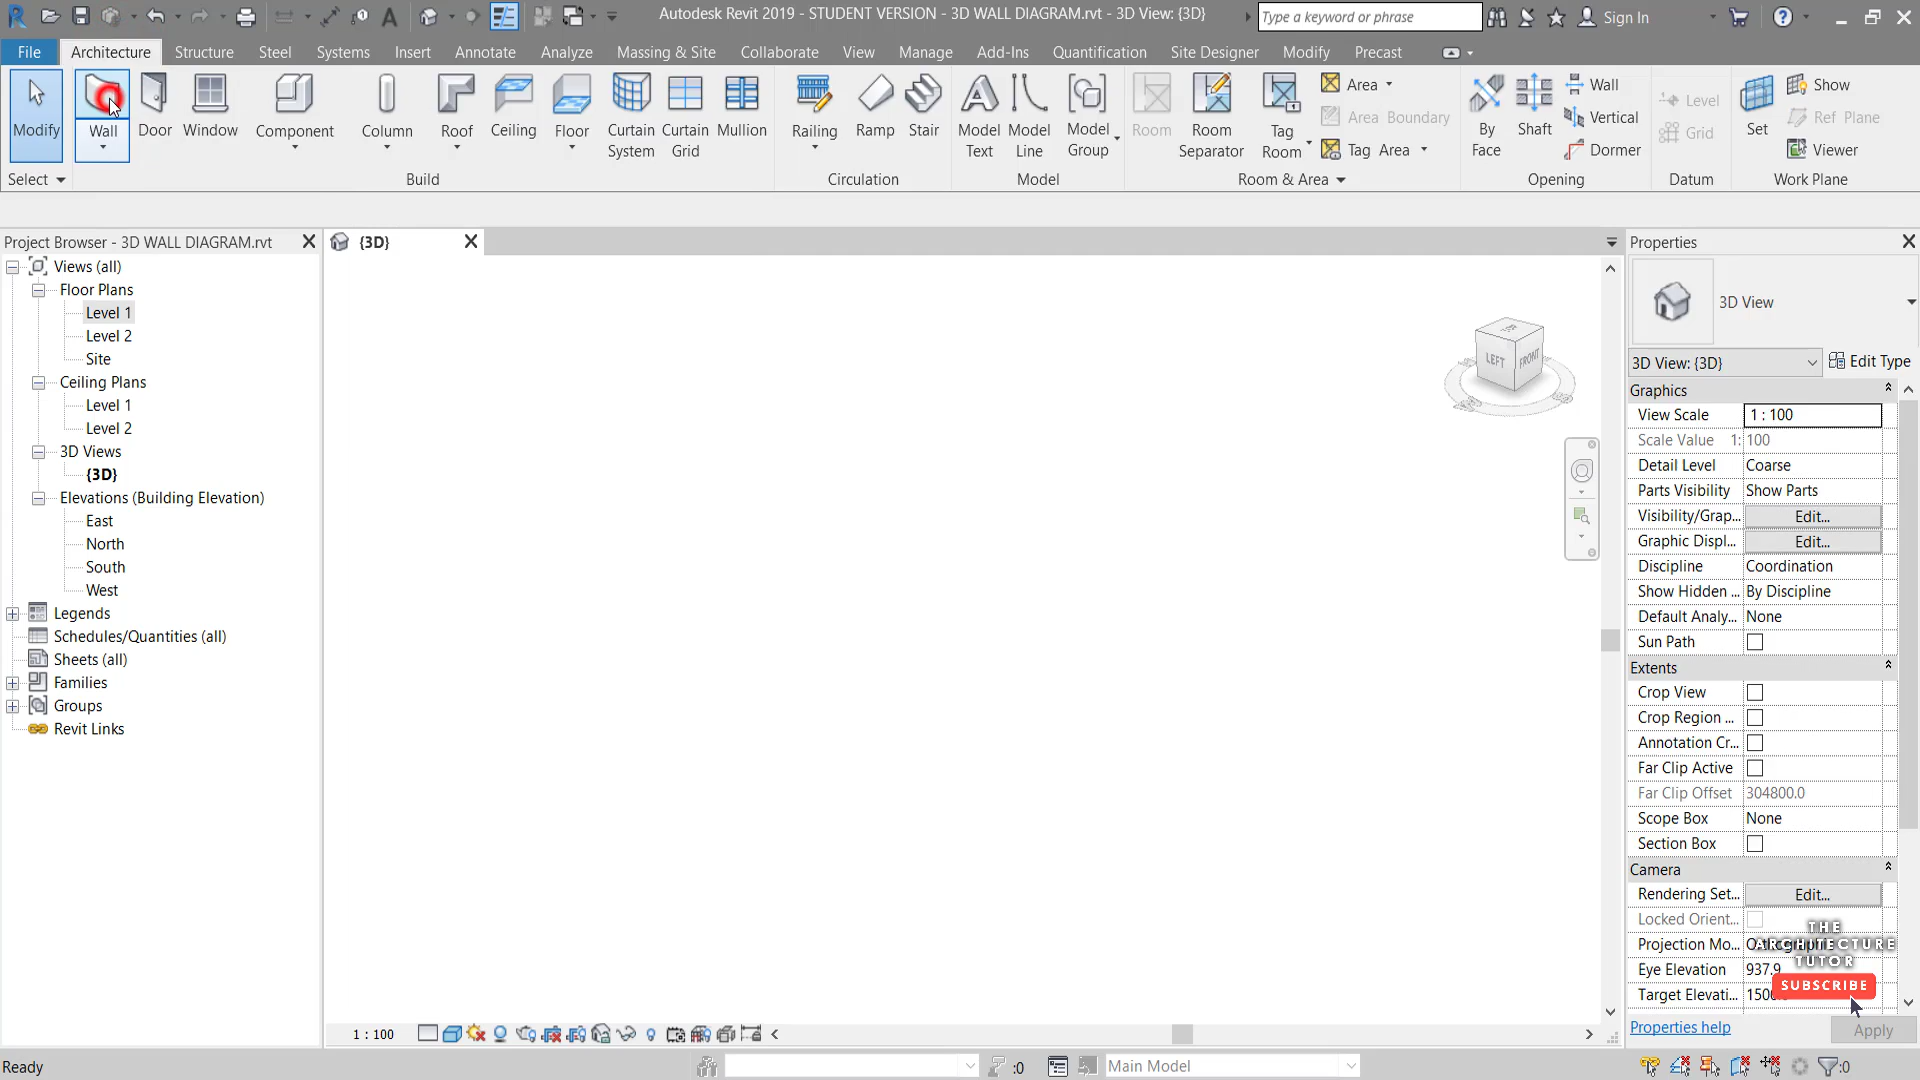 Autodesk Revit 2019 - STUDENT VERSION - 3D WALL DIAGRAM.rvt - 3D View: {3D}
Type a keyword or phrase
Sign In
File Architecture Structure Steel Systems Insert Annotate Analyze Massing & Site Collaborate View Manage Add-Ins Quantification Site Designer Modify Precast
Modify Wall Door Window Component Column Roof Ceiling Floor Curtain System Curtain Grid Mullion Railing Ramp Stair Model Text Model Line Model Group Room Room Separator Tag Room
Area
Area Boundary
Tag Area
By Face Shaft
Wall
Vertical
Dormer
Level
Grid
Set
Show
Ref Plane
Viewer
Select Build Circulation Model Room & Area Opening Datum Work Plane
Project Browser - 3D WALL DIAGRAM.rvt
Views (all)
Floor Plans
Level 1
Level 2
Site
Ceiling Plans
Level 1
Level 2
3D Views
{3D}
Elevations (Building Elevation)
East
North
South
West
Legends
Schedules/Quantities (all)
Sheets (all)
Families
Groups
Revit Links
{3D}
LEFT FRONT
1 : 100
Properties
3D View
3D View: {3D}
Edit Type
Graphics
View Scale 1 : 100
Scale Value 1: 100
Detail Level Coarse
Parts Visibility Show Parts
Visibility/Grap... Edit...
Graphic Displ... Edit...
Discipline Coordination
Show Hidden ... By Discipline
Default Analy... None
Sun Path
Extents
Crop View
Crop Region ...
Annotation Cr...
Far Clip Active
Far Clip Offset 304800.0
Scope Box None
Section Box
Camera
Rendering Set... Edit...
Locked Orient...
Projection Mo...
Eye Elevation 937.9
Target Elevati...
THE
ARCHITECTURE
TUTOR
SUBSCRIBE
Properties help
Apply
Ready
:0
Main Model
:0